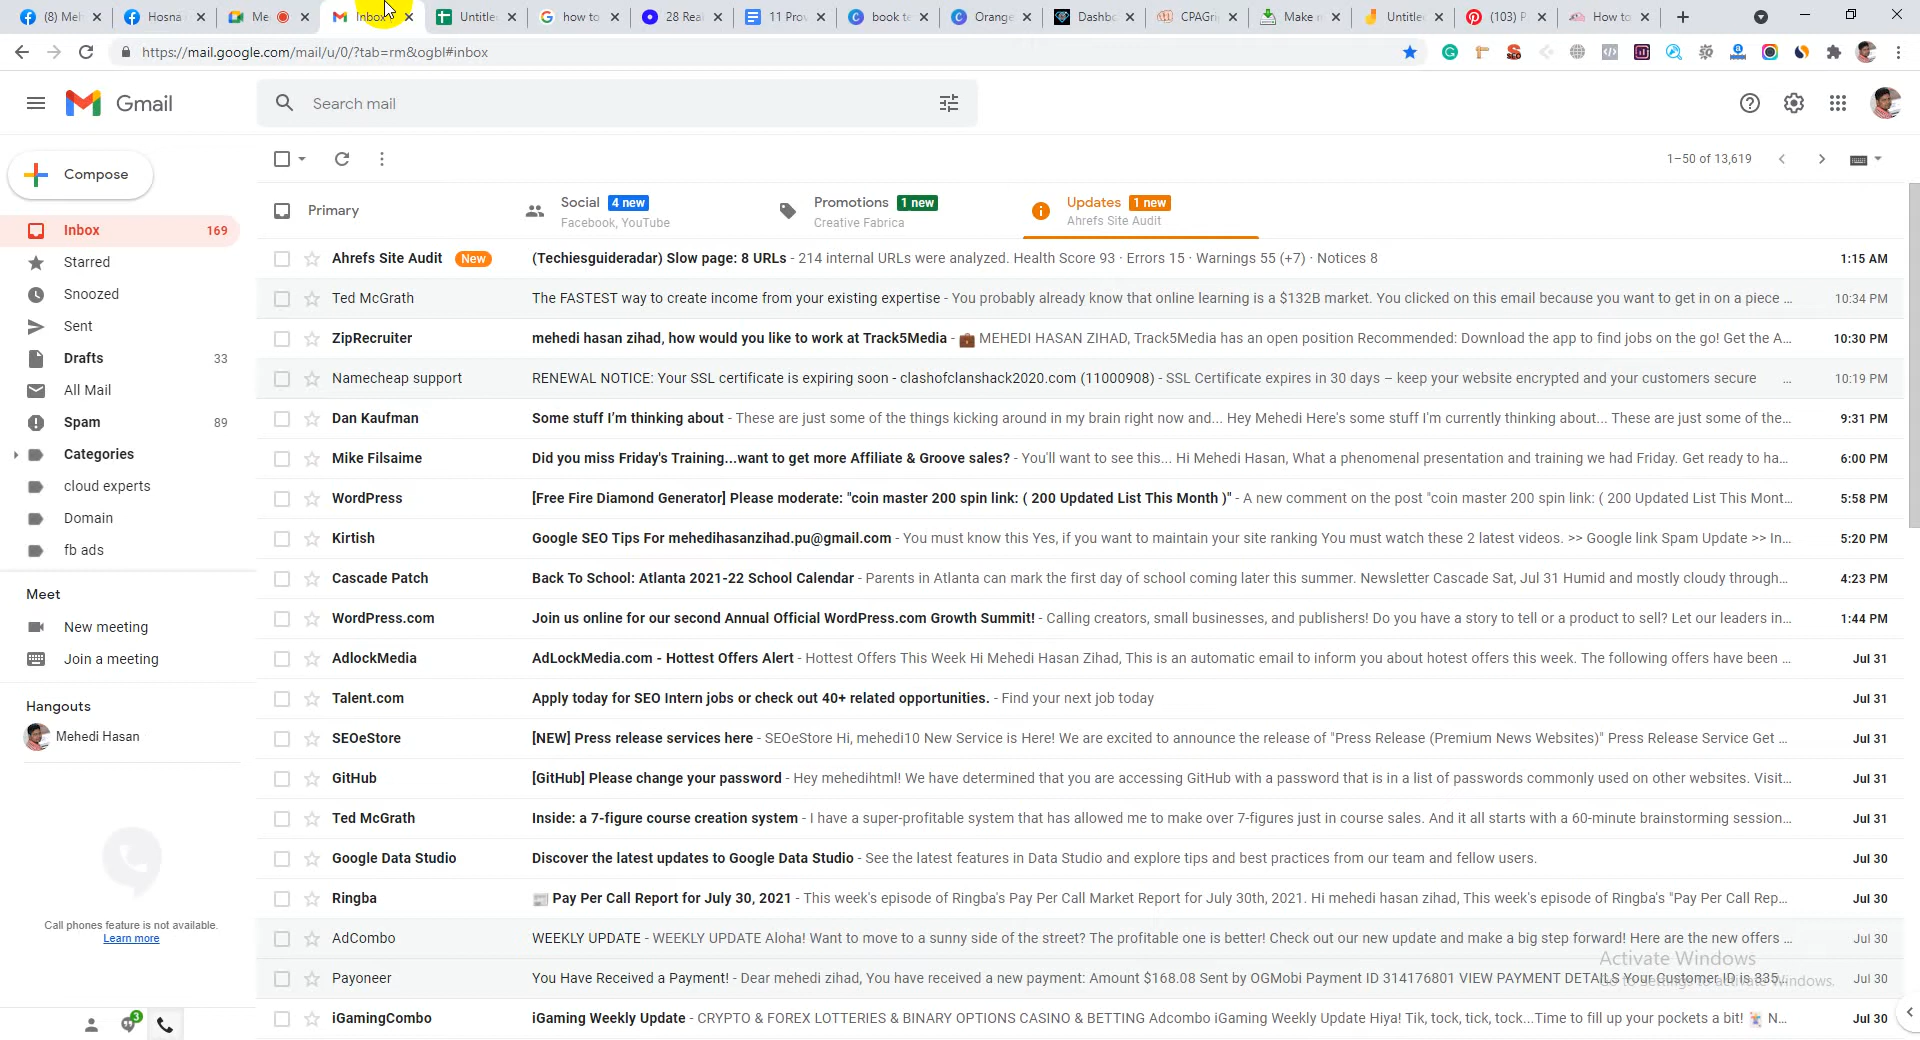 (8) Meh
Hosna
Me
Inbox
Untitle
how to
28 Rea
11 Prov
book te
Orange
Dashb
CPAGrip
Make m
Untitle
(103) P
How to
https://mail.google.com/mail/u/0/?tab=rm&ogbl#inbox
Gmail
Search mail
Compose
1–50 of 13,619
Primary
Social 4 new
Facebook, YouTube
Promotions 1 new
Creative Fabrica
Updates 1 new
Ahrefs Site Audit
Inbox 169
Starred
Snoozed
Sent
Drafts 33
All Mail
Spam 89
Categories
cloud experts
Domain
fb ads
Meet
New meeting
Join a meeting
Hangouts
Mehedi Hasan
Call phones feature is not available.
Learn more
3
Ahrefs Site Audit New (Techiesguideradar) Slow page: 8 URLs - 214 internal URLs were analyzed. Health Score 93 · Errors 15 · Warnings 55 (+7) · Notices 8 1:15 AM
Ted McGrath The FASTEST way to create income from your existing expertise - You probably already know that online learning is a $132B market. You clicked on this email because you want to get in on a piece ... 10:34 PM
ZipRecruiter mehedi hasan zihad, how would you like to work at Track5Media - MEHEDI HASAN ZIHAD, Track5Media has an open position Recommended: Download the app to find jobs on the go! Get the A... 10:30 PM
Namecheap support RENEWAL NOTICE: Your SSL certificate is expiring soon - clashofclanshack2020.com (11000908) - SSL Certificate expires in 30 days – keep your website encrypted and your customers secure ... 10:19 PM
Dan Kaufman Some stuff I'm thinking about - These are just some of the things kicking around in my brain right now and... Hey Mehedi Here's some stuff I'm currently thinking about... These are just some of the... 9:31 PM
Mike Filsaime Did you miss Friday's Training...want to get more Affiliate & Groove sales? - You'll want to see this... Hi Mehedi Hasan, What a phenomenal presentation and training we had Friday. Get ready to ha... 6:00 PM
WordPress [Free Fire Diamond Generator] Please moderate: "coin master 200 spin link: ( 200 Updated List This Month )" - A new comment on the post "coin master 200 spin link: ( 200 Updated List This Mont... 5:58 PM
Kirtish Google SEO Tips For mehedihasanzihad.pu@gmail.com - You must know this Yes, if you want to maintain your site ranking You must watch these 2 latest videos. >> Google link Spam Update >> In... 5:20 PM
Cascade Patch Back To School: Atlanta 2021-22 School Calendar - Parents in Atlanta can mark the first day of school coming later this summer. Newsletter Cascade Sat, Jul 31 Humid and mostly cloudy through... 4:23 PM
WordPress.com Join us online for our second Annual Official WordPress.com Growth Summit! - Calling creators, small businesses, and publishers! Do you have a story to tell or a product to sell? Let our leaders in... 1:44 PM
AdlockMedia AdLockMedia.com - Hottest Offers Alert - Hottest Offers This Week Hi Mehedi Hasan Zihad, This is an automatic email to inform you about hotest offers this week. The following offers have been ... Jul 31
Talent.com Apply today for SEO Intern jobs or check out 40+ related opportunities. - Find your next job today Jul 31
SEOeStore [NEW] Press release services here - SEOeStore Hi, mehedi10 New Service is Here! We are excited to announce the release of "Press Release (Premium News Websites)" Press Release Service Get ... Jul 31
GitHub [GitHub] Please change your password - Hey mehedihtml! We have determined that you are accessing GitHub with a password that is in a list of passwords commonly used on other websites. Visit... Jul 31
Ted McGrath Inside: a 7-figure course creation system - I have a super-profitable system that has allowed me to make over 7-figures just in course sales. And it all starts with a 60-minute brainstorming session... Jul 31
Google Data Studio Discover the latest updates to Google Data Studio - See the latest features in Data Studio and explore tips and best practices from our team and fellow users. Jul 30
Ringba Pay Per Call Report for July 30, 2021 - This week's episode of Ringba's Pay Per Call Market Report for July 30th, 2021. Hi mehedi hasan zihad, This week's episode of Ringba's "Pay Per Call Rep... Jul 30
AdCombo WEEKLY UPDATE - WEEKLY UPDATE Aloha! Want to move to a sunny side of the street? The profitable one is better! Check out our new update and make a big step forward! Here are the new offers ... Jul 30
Payoneer You Have Received a Payment! - Dear mehedi zihad, You have received a new payment: Amount $168.08 Sent by OGMobi Payment ID 314176801 VIEW PAYMENT DETAILS Your Customer ID is 335... Jul 30
iGamingCombo iGaming Weekly Update - CRYPTO & FOREX LOTTERIES & BINARY OPTIONS CASINO & BETTING Adcombo iGaming Weekly Update Hiya! Tik, tock, tick, tock...Time to fill up your pockets a bit! N... Jul 30
Activate Windows
Go to Settings to activate Windows.